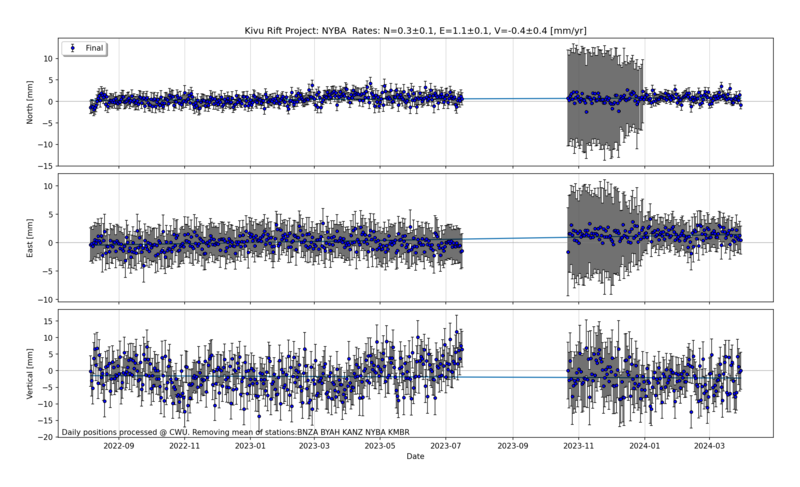 Kivu Rift Project: NYBA Rates: N=0.3±0.1, E=1.1±0.1, V=-0.4±0.4 [mm/yr]
Final
North [mm]
10
5
0
−5
−10
−15
East [mm]
10
5
0
−5
−10
Vertical [mm]
15
10
5
0
−5
−10
−15
−20
Daily positions processed @ CWU. Removing mean of stations:BNZA BYAH KANZ NYBA KMBR
2022-09 2022-11 2023-01 2023-03 2023-05 2023-07 2023-09 2023-11 2024-01 2024-03
Date